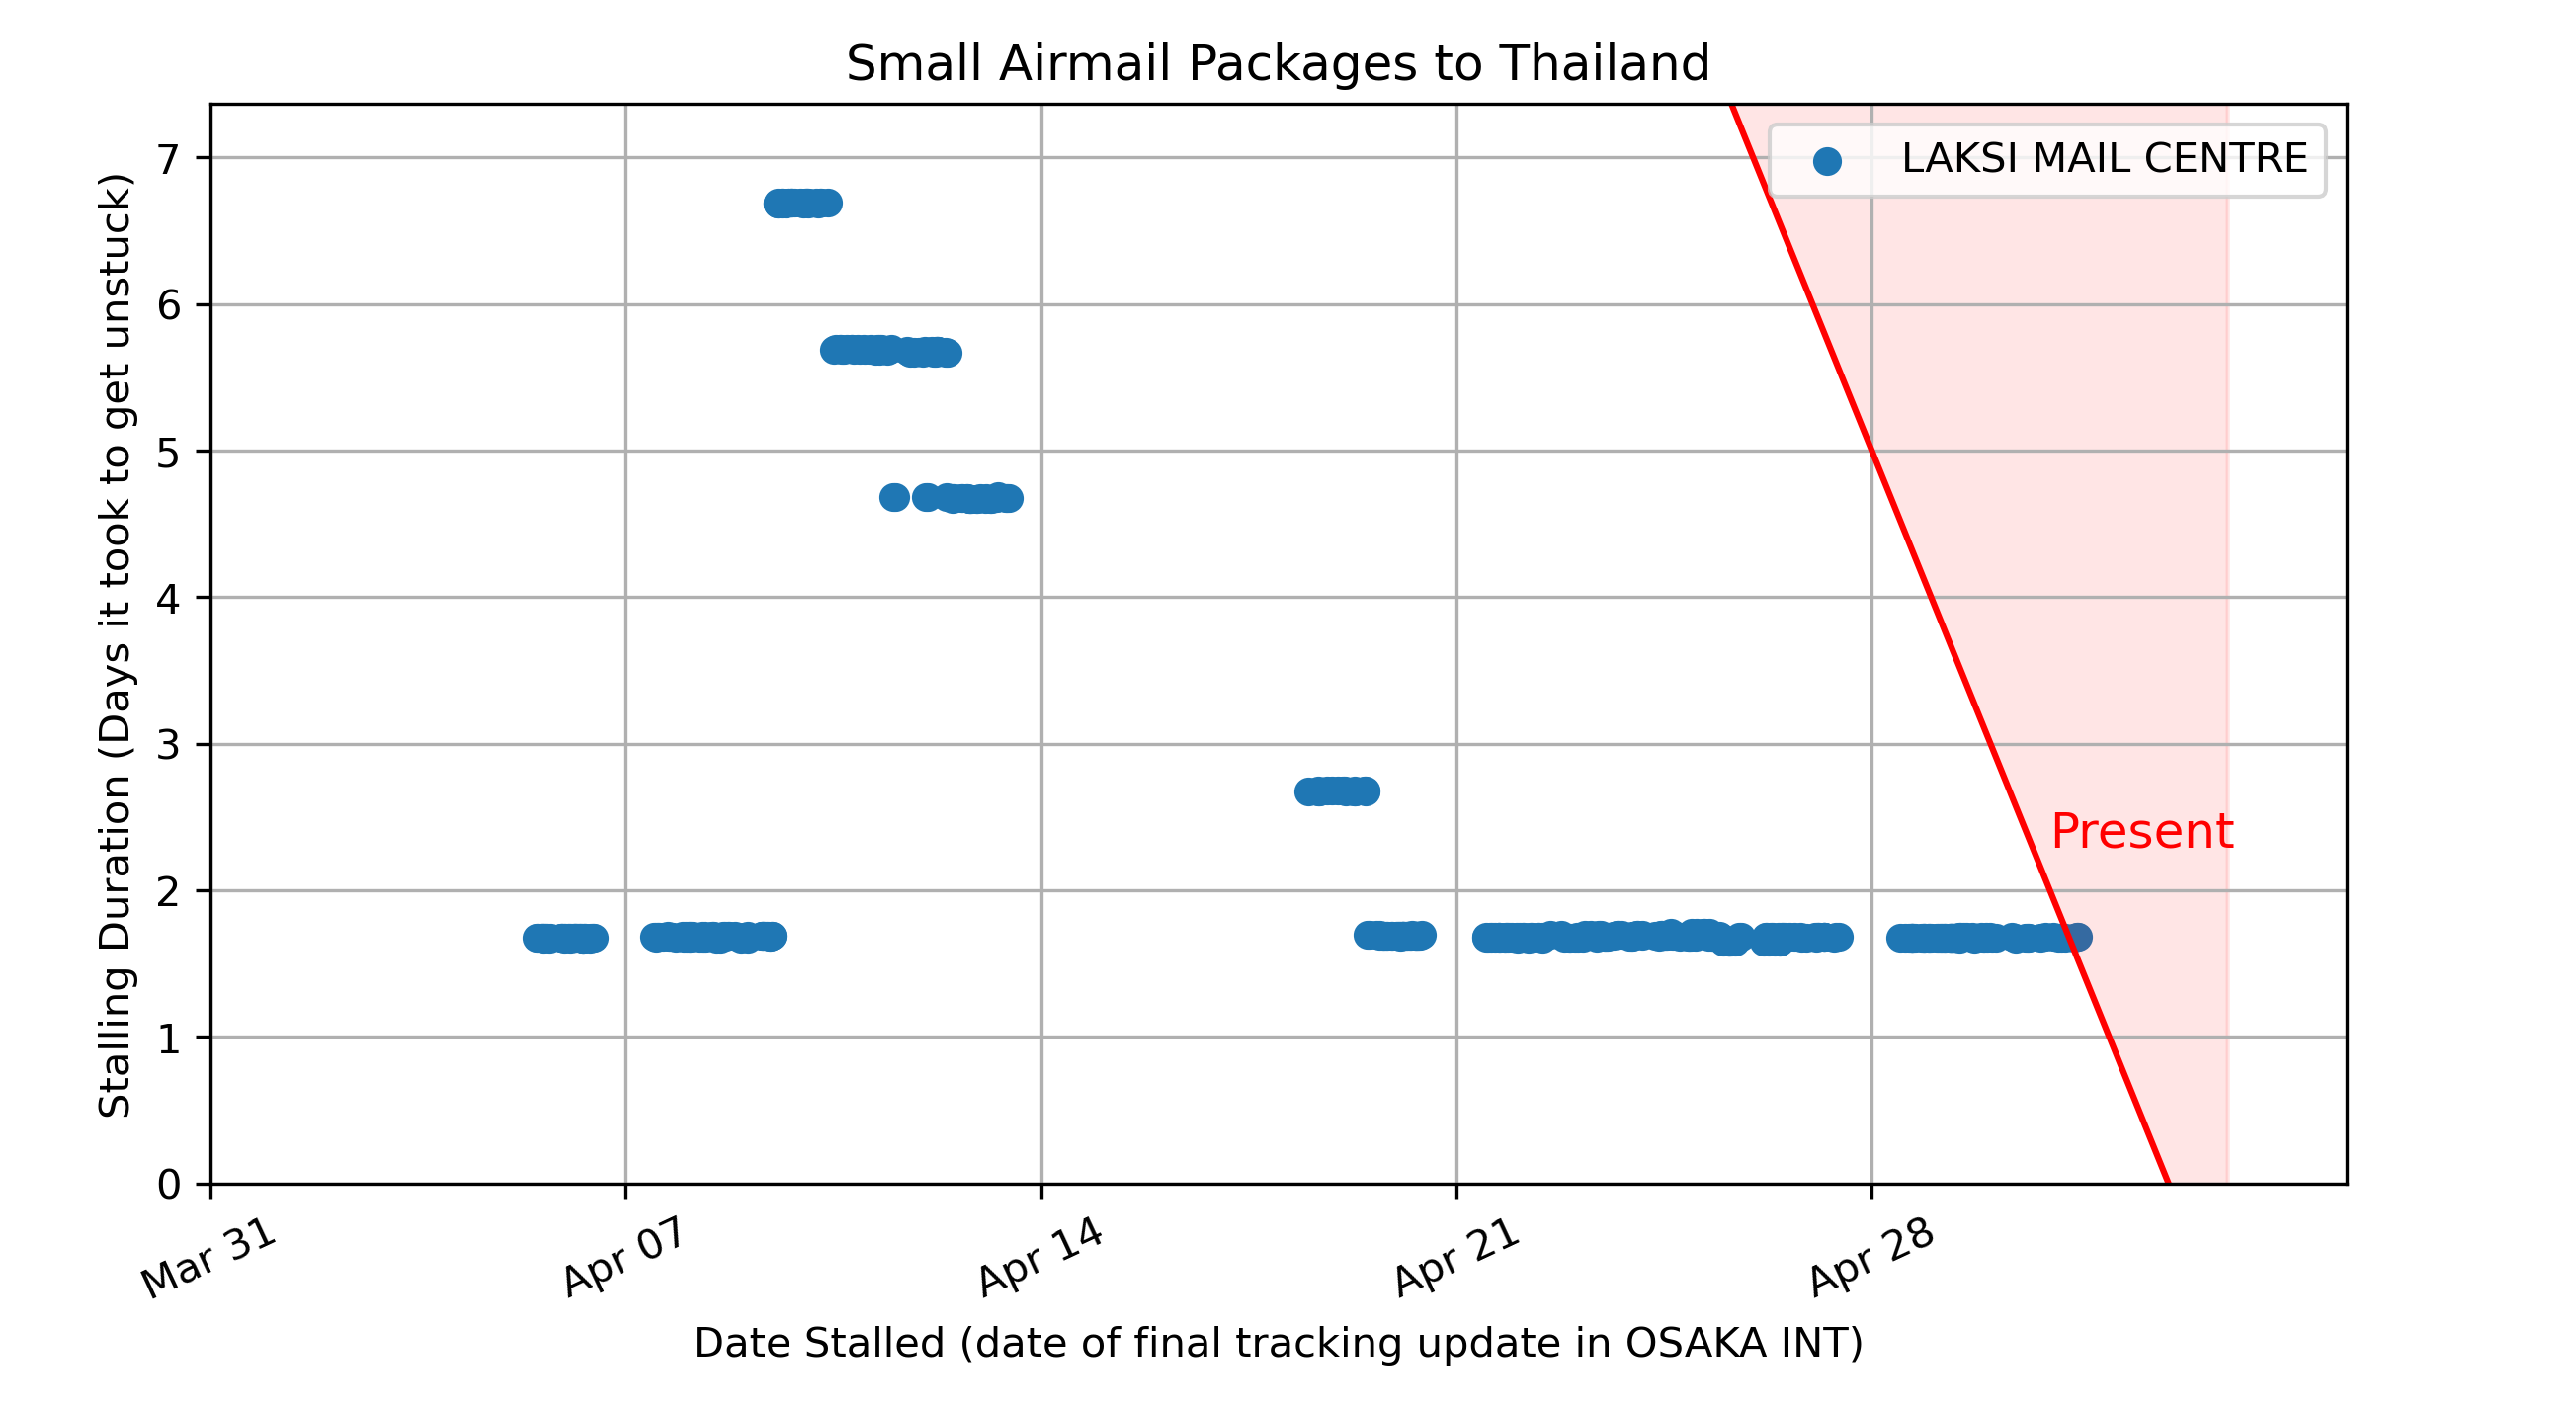 Small Airmail Packages to Thailand
LAKSI MAIL CENTRE
Stalling Duration (Days it took to get unstuck)
7
6
5
4
3
2
1
0
Present
Mar 31
Apr 07
Apr 14
Apr 21
Apr 28
Date Stalled (date of final tracking update in OSAKA INT)